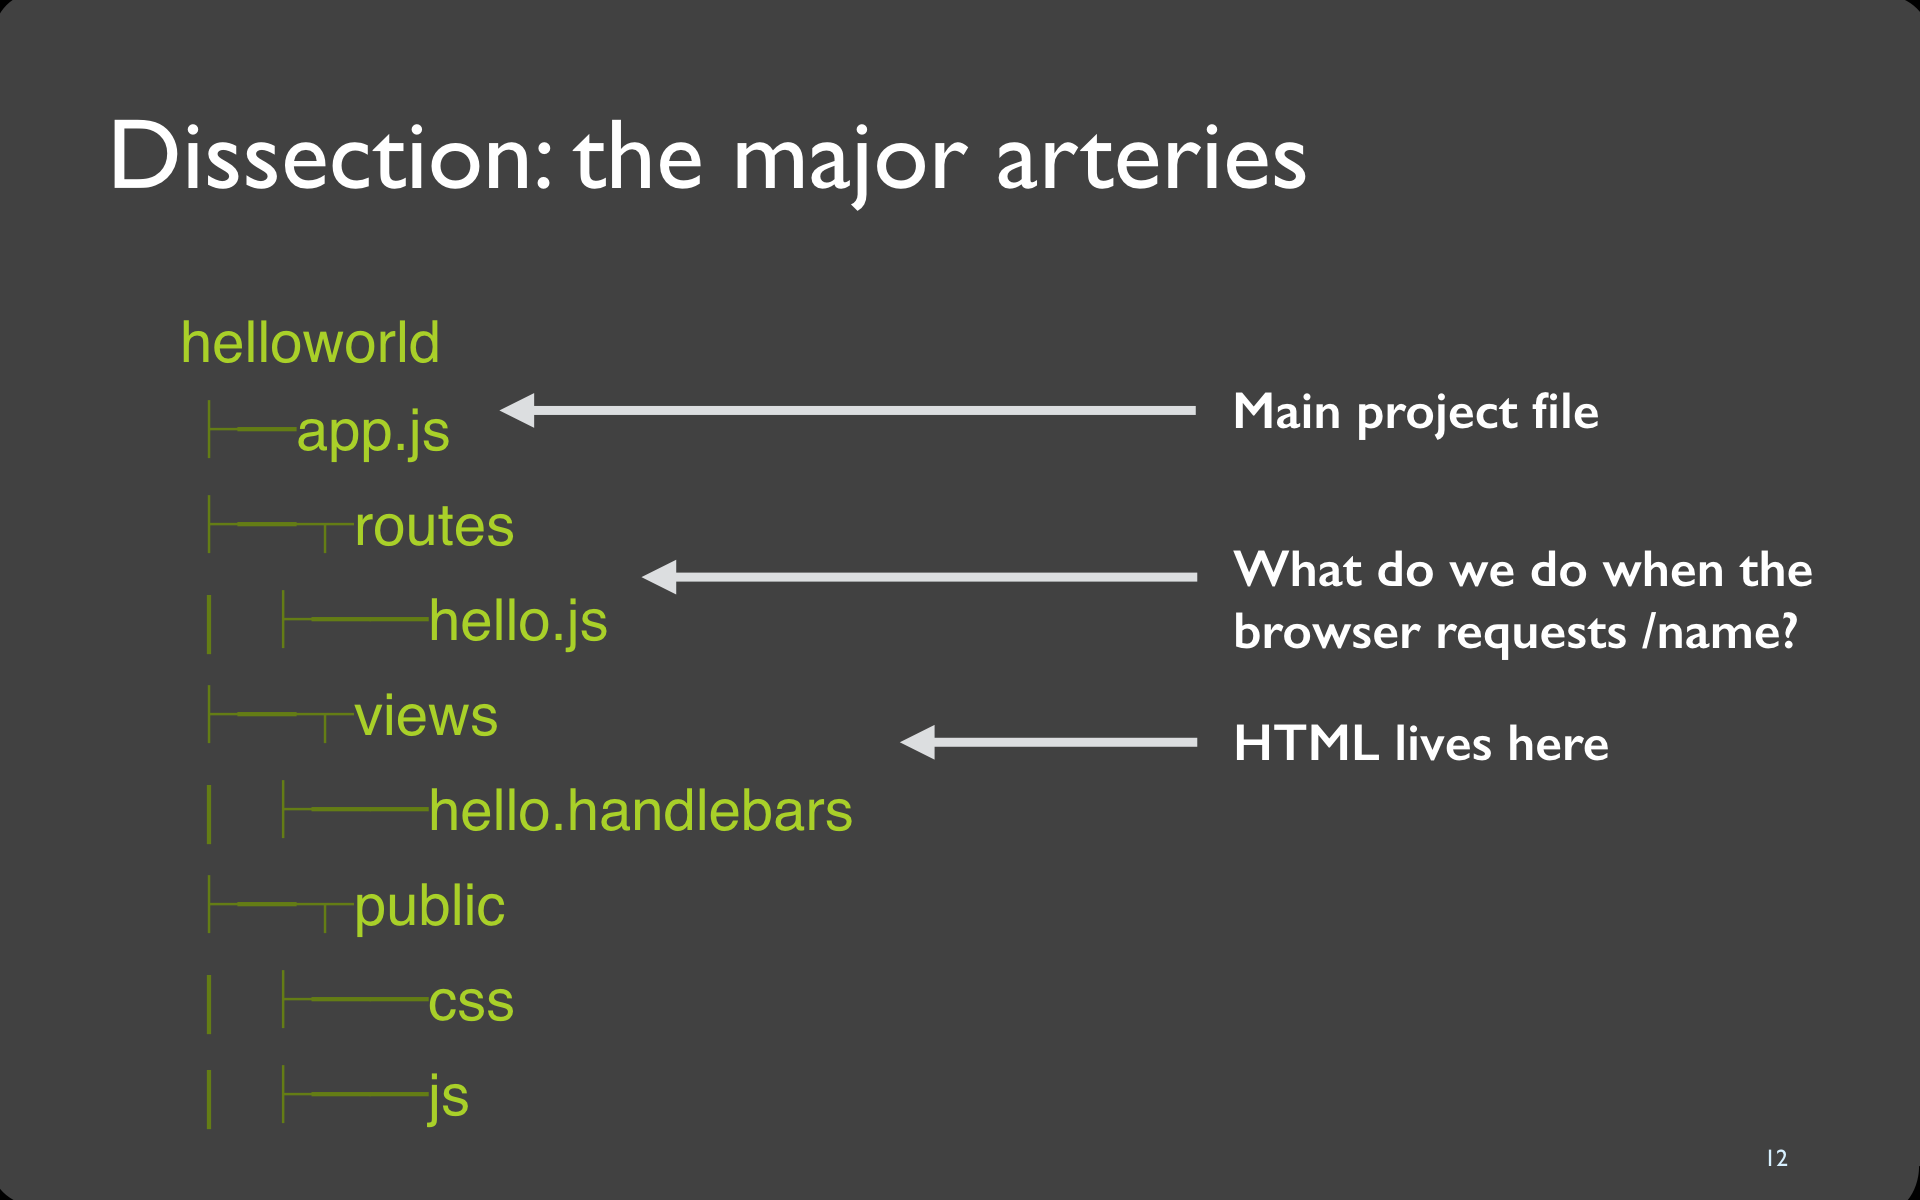 Dissection: the major arteries
helloworld
├──app.js
Main project file
├──┬routes
│ ├────hello.js
What do we do when the
browser requests /name?
├──┬views
HTML lives here
│ ├────hello.handlebars
├──┬public
│ ├────css
│ ├────js
12